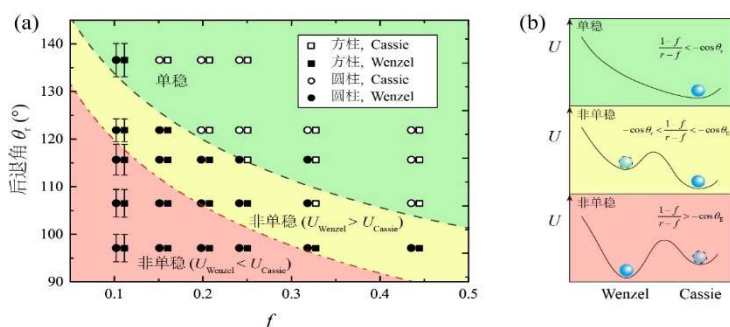 (a)
后退角 θr (°)
140
130
120
110
100
90
0.1
0.2
0.3
0.4
0.5
f
□ 方柱, Cassie
■ 方柱, Wenzel
○ 圆柱, Cassie
● 圆柱, Wenzel
单稳
非单稳 (UWenzel > UCassie)
非单稳 (UWenzel < UCassie)
(b)
U
单稳
(1-f)/(r-f) < -cosθr
U
非单稳
-cosθr < (1-f)/(r-f) < -cosθE
U
非单稳
(1-f)/(r-f) > -cosθE
Wenzel
Cassie